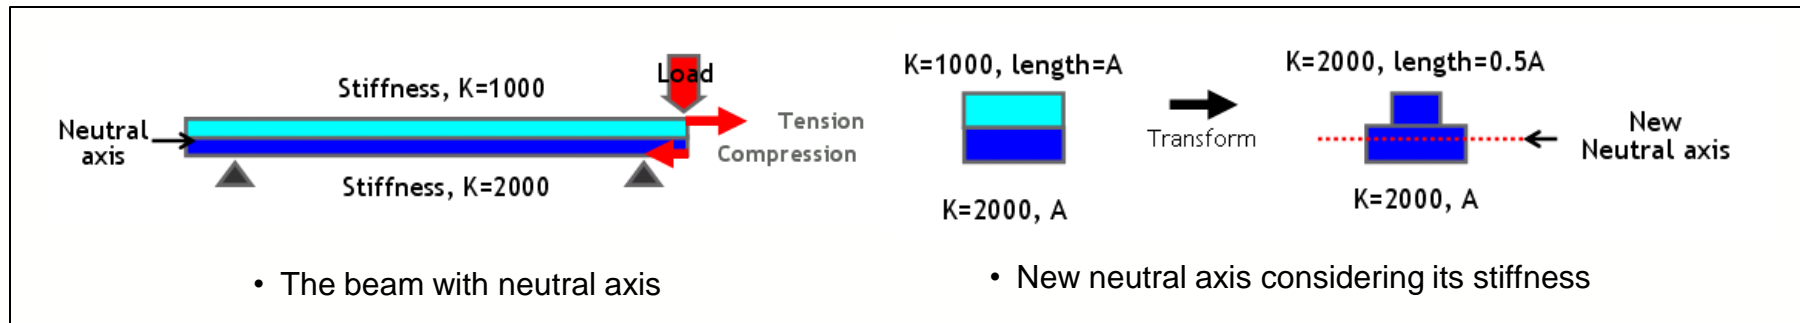 Stiffness, K=1000
Load
Neutral
axis
Tension
Compression
Stiffness, K=2000
• The beam with neutral axis
K=1000, length=A
K=2000, A
Transform
K=2000, length=0.5A
New
Neutral axis
K=2000, A
• New neutral axis considering its stiffness